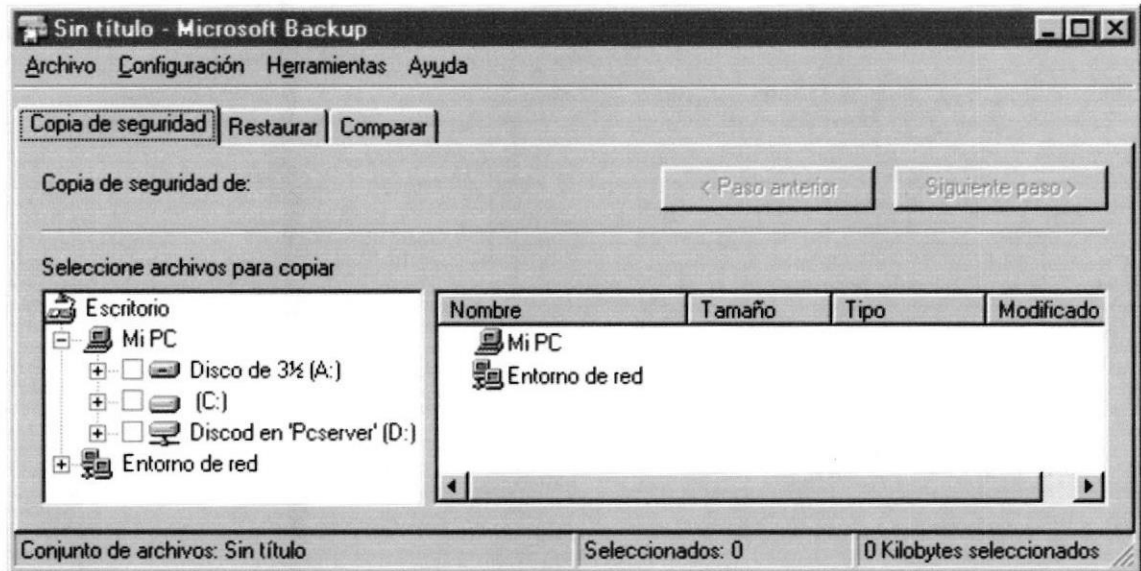 Sin título - Microsoft Backup
Archivo Configuración Herramientas Ayuda
Copia de seguridad Restaurar Comparar
Copia de seguridad de:
< Paso anterior Siguiente paso >
Seleccione archivos para copiar
Escritorio
Mi PC
Disco de 3½ (A:)
(C:)
Discod en 'Pcserver' (D:)
Entorno de red
Nombre Tamaño Tipo Modificado
Mi PC
Entorno de red
Conjunto de archivos: Sin título Seleccionados: 0 0 Kilobytes seleccionados